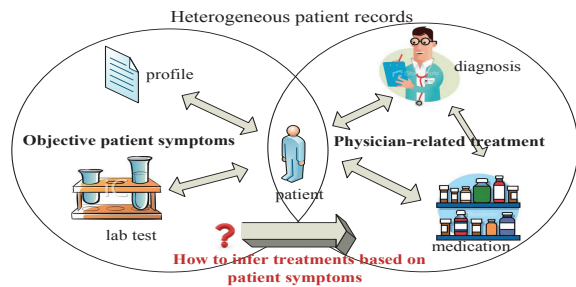 Heterogeneous patient records
profile
diagnosis
Objective patient symptoms
Physician-related treatment
patient
lab test
medication
?
How to infer treatments based on
patient symptoms